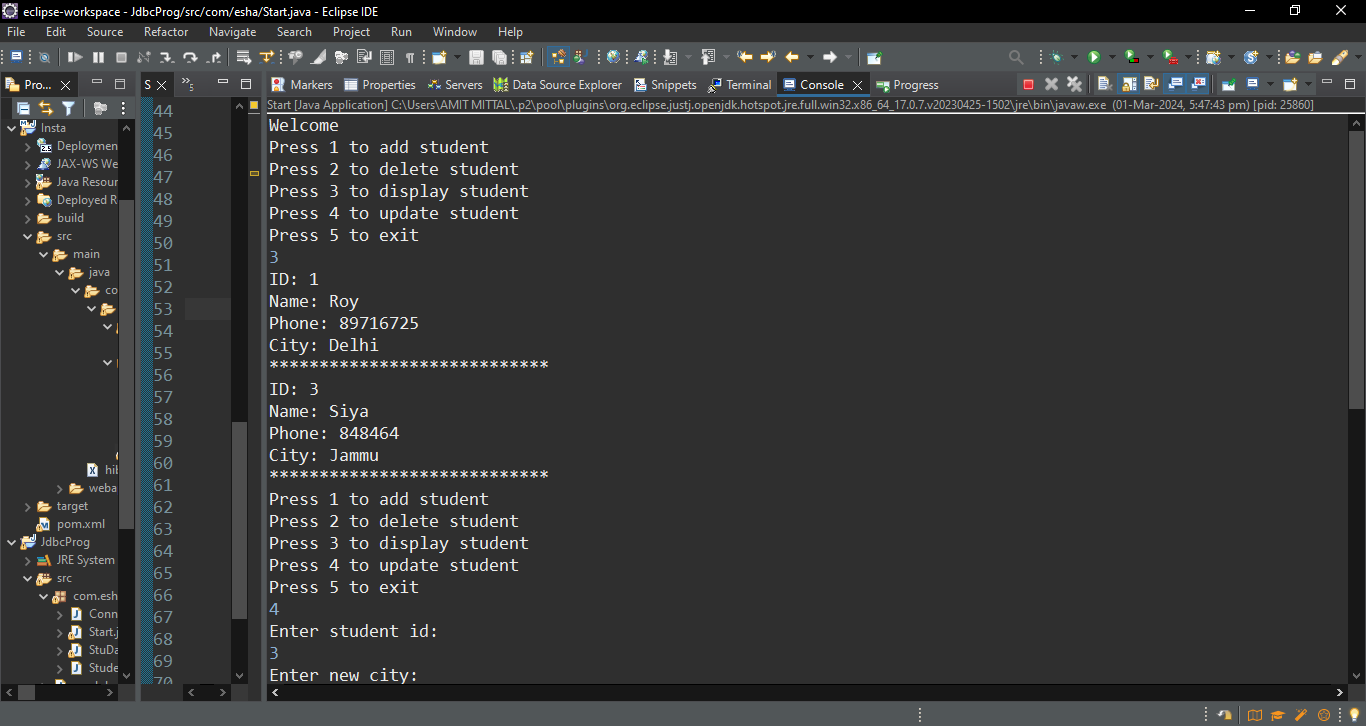 eclipse-workspace - JdbcProg/src/com/esha/Start.java - Eclipse IDE
File Edit Source Refactor Navigate Search Project Run Window Help
Pro... S 5 Markers Properties Servers Data Source Explorer Snippets Terminal Console Progress
Start [Java Application] C:\Users\AMIT MITTAL\.p2\pool\plugins\org.eclipse.justj.openjdk.hotspot.jre.full.win32.x86_64_17.0.7.v20230425-1502\jre\bin\javaw.exe (01-Mar-2024, 5:47:43 pm) [pid: 25860]
Insta
Deploymen
JAX-WS We
Java Resour
Deployed R
build
src
main
java
co
hil
weba
target
pom.xml
JdbcProg
JRE System
src
com.esh
Conn
Start.j
StuDa
Stude
44
45
46
47
48
49
50
51
52
53
54
55
56
57
58
59
60
61
62
63
64
65
66
67
68
69
70
Welcome
Press 1 to add student
Press 2 to delete student
Press 3 to display student
Press 4 to update student
Press 5 to exit
3
ID: 1
Name: Roy
Phone: 89716725
City: Delhi
****************************
ID: 3
Name: Siya
Phone: 848464
City: Jammu
****************************
Press 1 to add student
Press 2 to delete student
Press 3 to display student
Press 4 to update student
Press 5 to exit
4
Enter student id:
3
Enter new city: